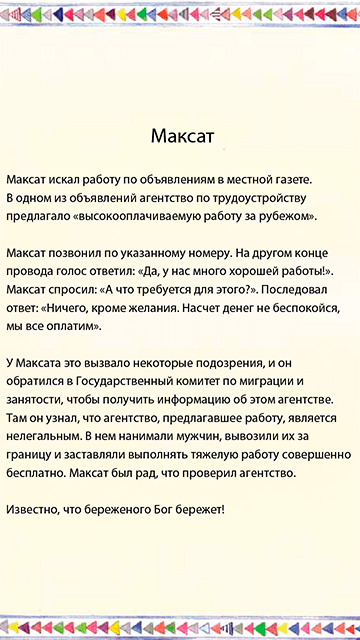 Максат
Максат искал работу по объявлениям в местной газете.
В одном из объявлений агентство по трудоустройству
предлагало «высокооплачиваемую работу за рубежом».
Максат позвонил по указанному номеру. На другом конце
провода голос ответил: «Да, у нас много хорошей работы!».
Максат спросил: «А что требуется для этого?». Последовал
ответ: «Ничего, кроме желания. Насчет денег не беспокойся,
мы все оплатим».
У Максата это вызвало некоторые подозрения, и он
обратился в Государственный комитет по миграции и
занятости, чтобы получить информацию об этом агентстве.
Там он узнал, что агентство, предлагавшее работу, является
нелегальным. В нем нанимали мужчин, вывозили их за
границу и заставляли выполнять тяжелую работу совершенно
бесплатно. Максат был рад, что проверил агентство.
Известно, что береженого Бог бережет!